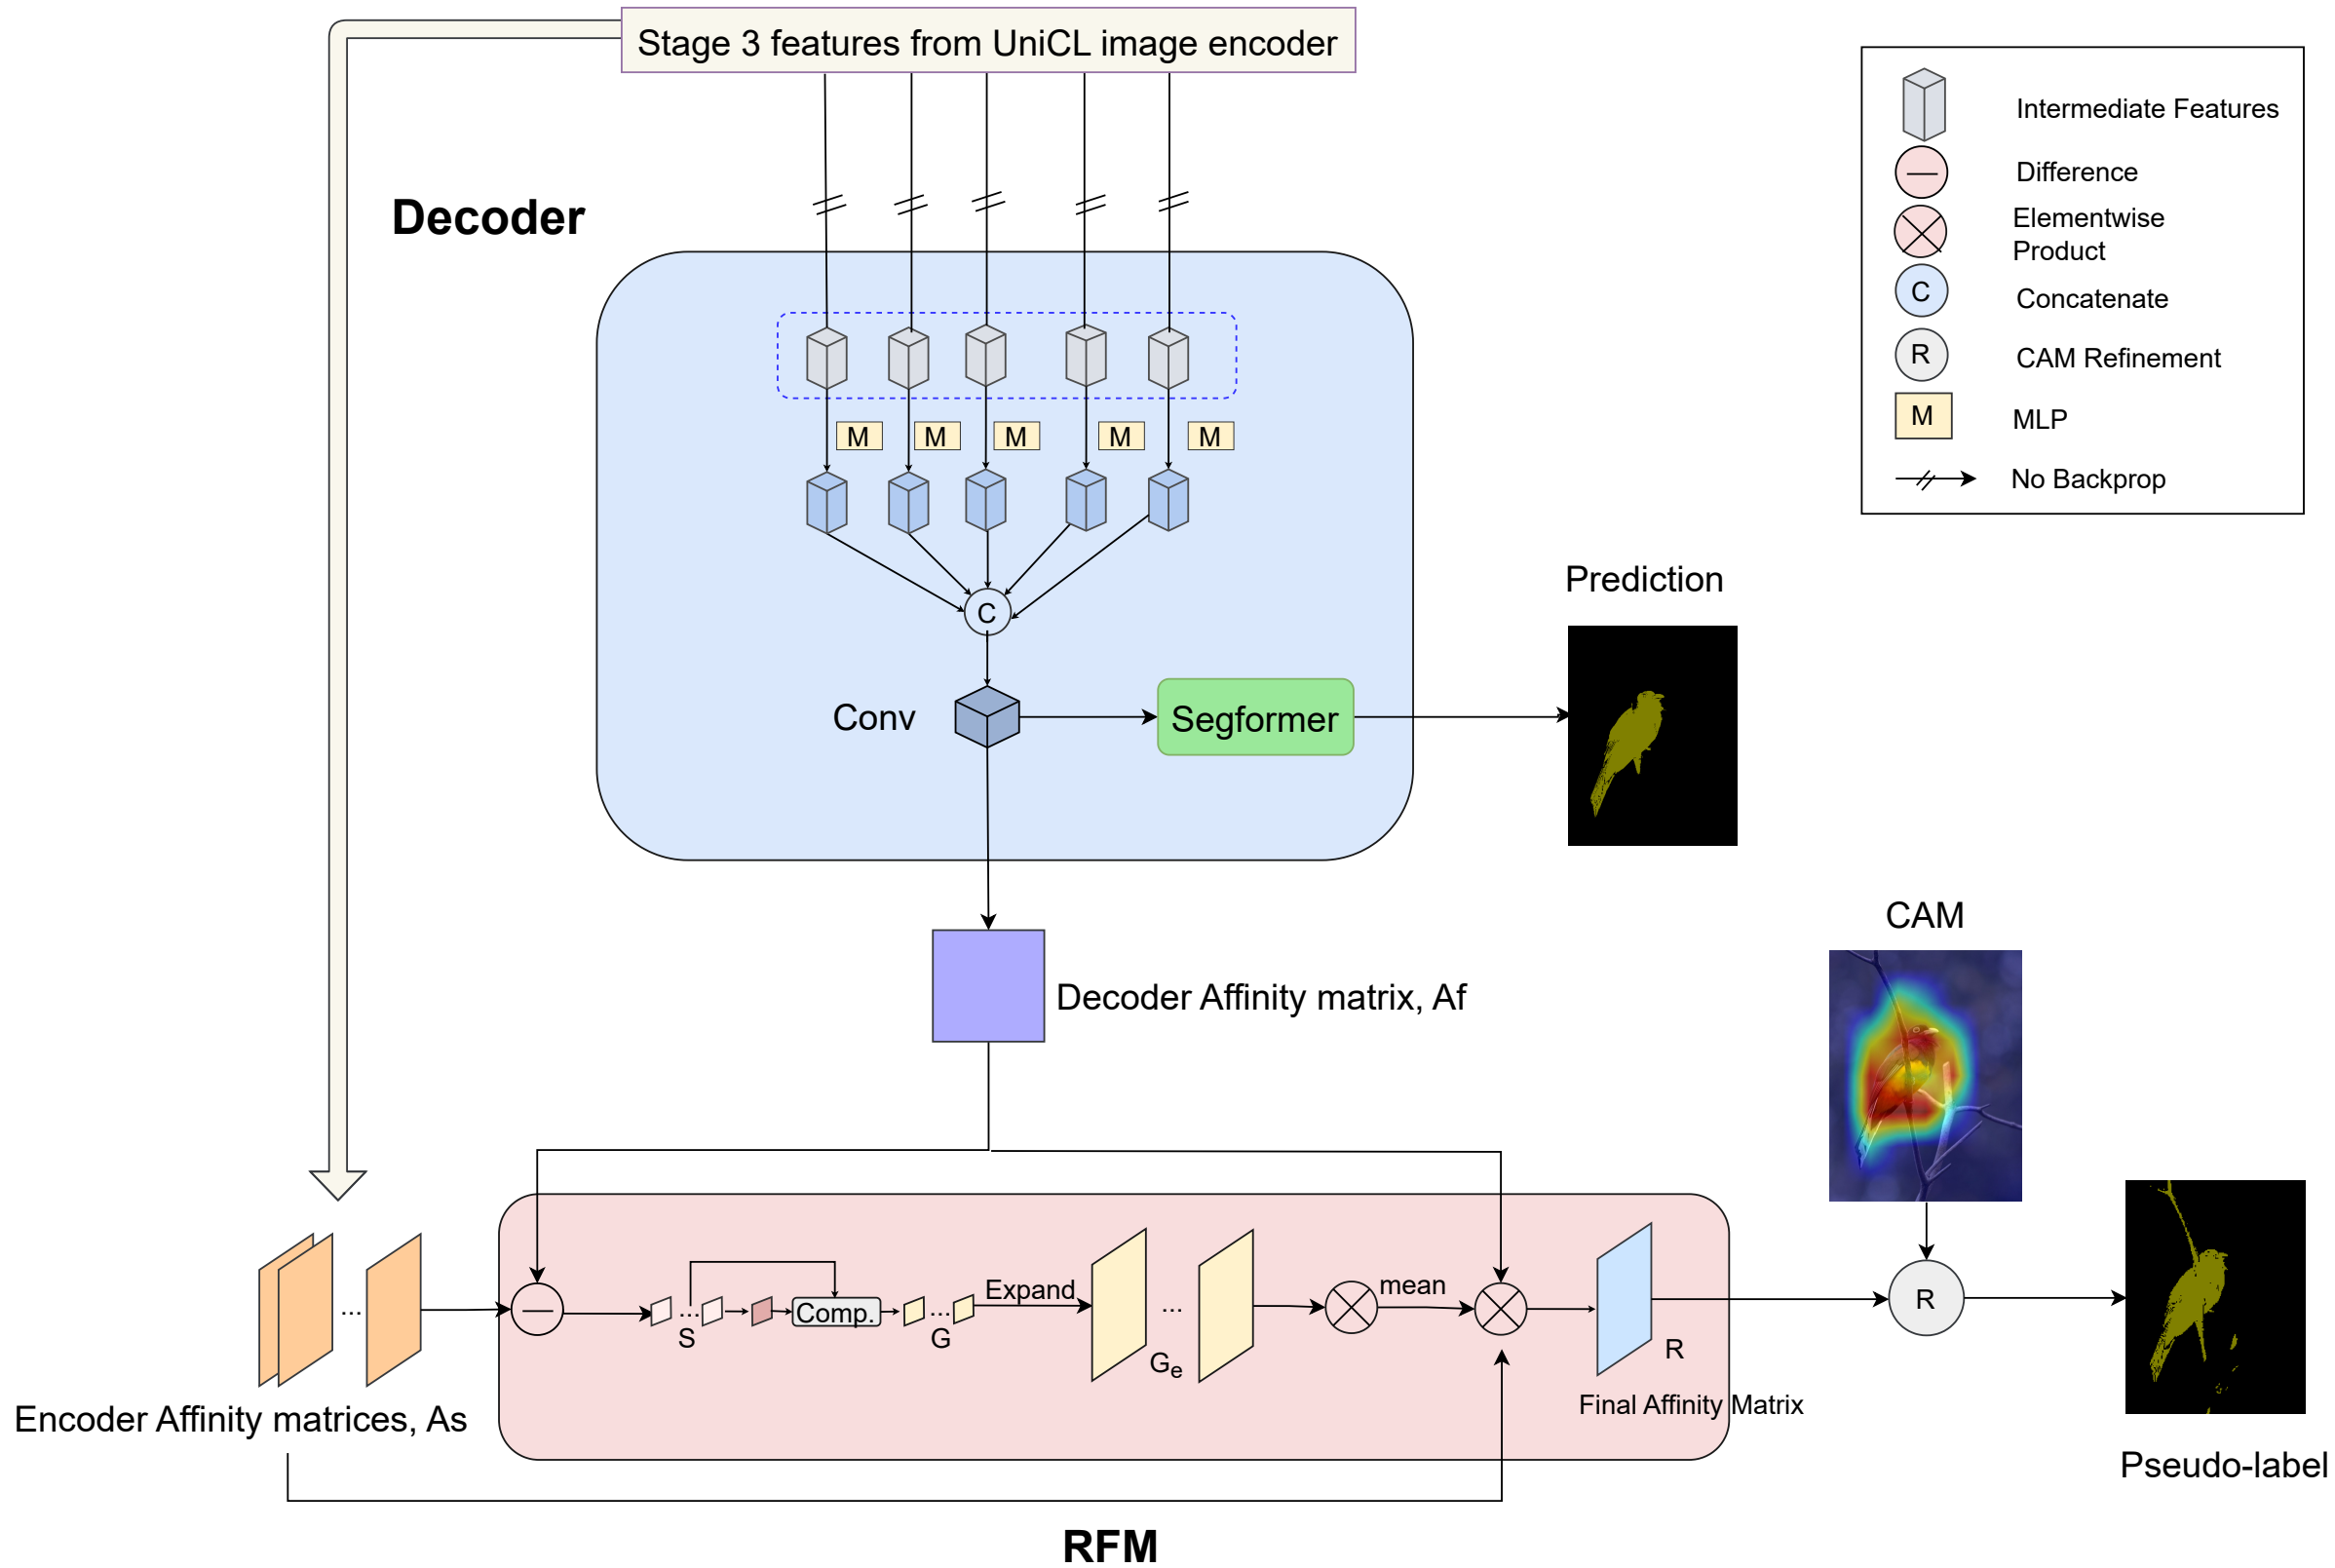 Stage 3 features from UniCL image encoder
Decoder
Intermediate Features
Difference
Elementwise
Product
C
Concatenate
R
CAM Refinement
M
MLP
No Backprop
M M M M M
C
Conv
Segformer
Prediction
Decoder Affinity matrix, Af
CAM
Expand
mean
... ... Comp. ... ...
S
G
Ge
R
R
Final Affinity Matrix
Encoder Affinity matrices, As
Pseudo-label
RFM